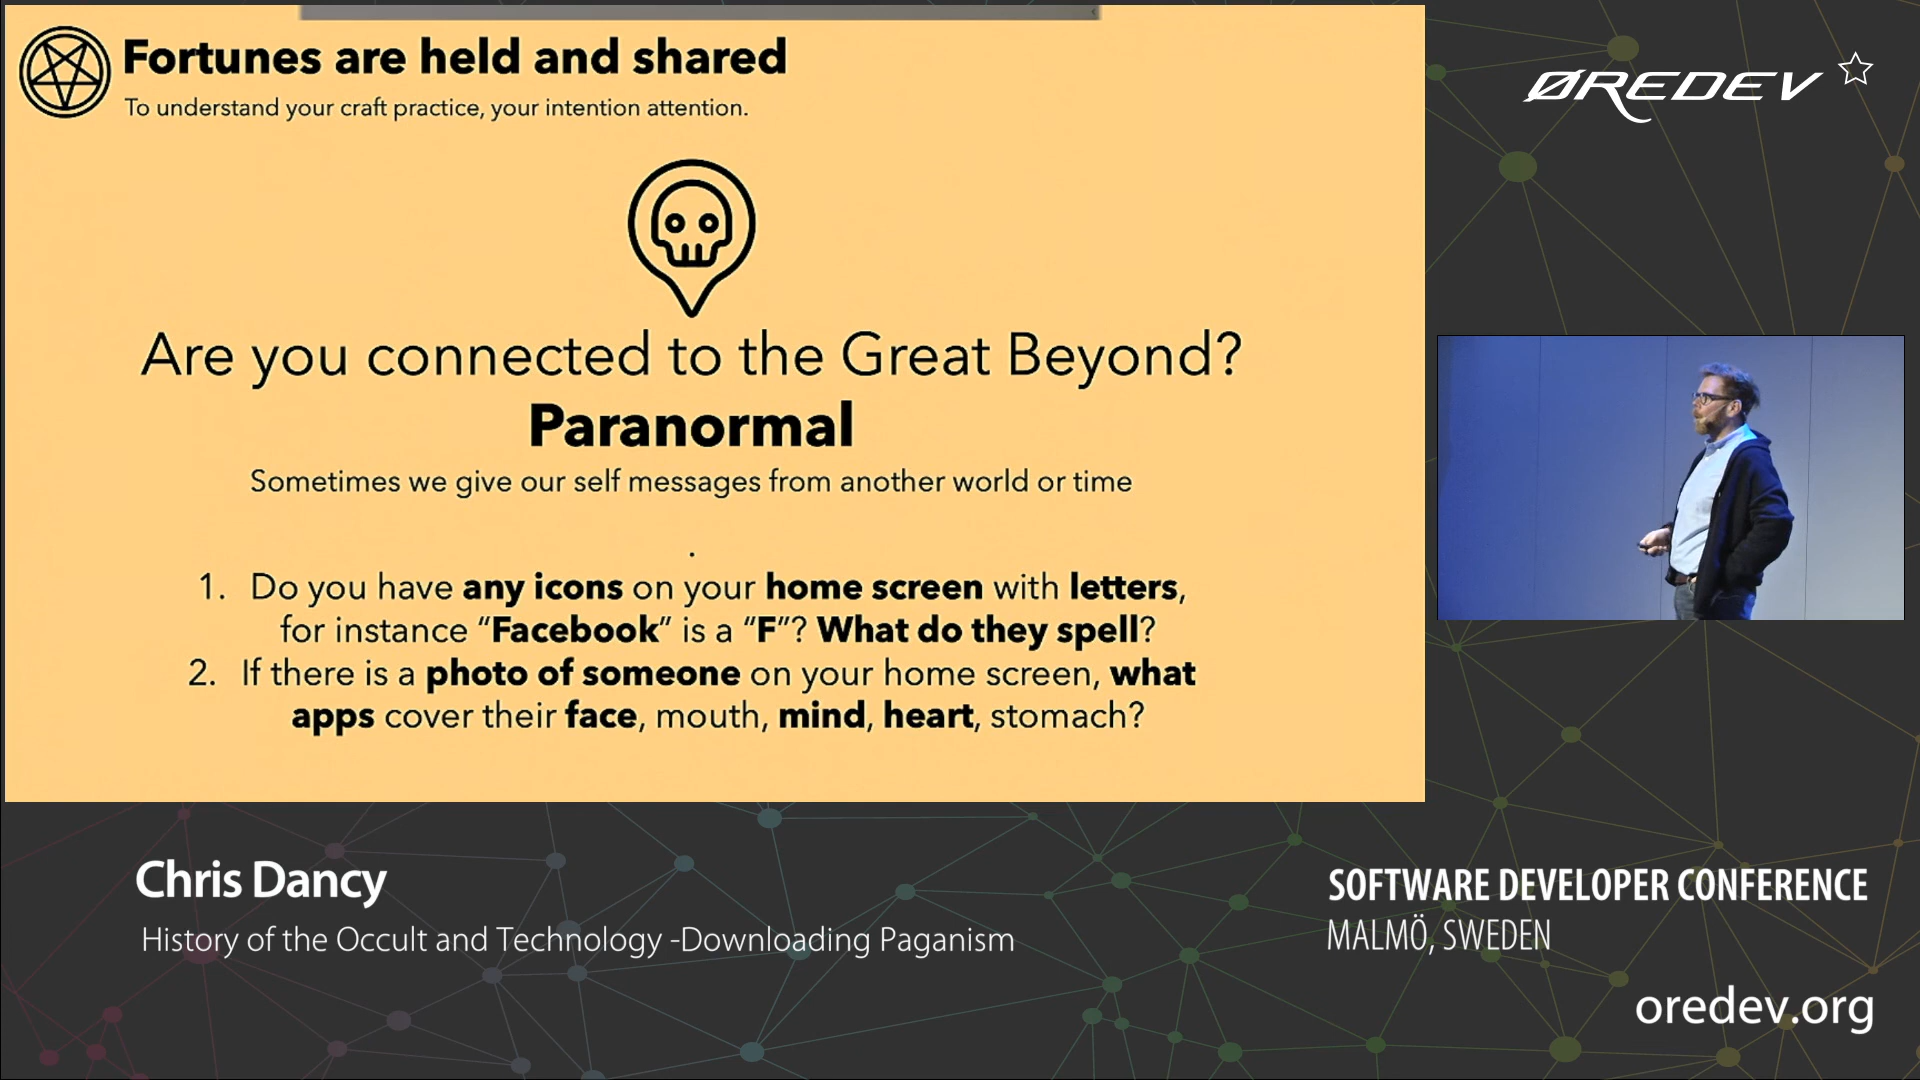 Fortunes are held and shared
To understand your craft practice, your intention attention.
ØREDEV
Are you connected to the Great Beyond?
Paranormal
Sometimes we give our self messages from another world or time
.
1. Do you have any icons on your home screen with letters,
for instance “Facebook” is a “F”? What do they spell?
2. If there is a photo of someone on your home screen, what
apps cover their face, mouth, mind, heart, stomach?
Chris Dancy
History of the Occult and Technology -Downloading Paganism
SOFTWARE DEVELOPER CONFERENCE
MALMÖ, SWEDEN
oredev.org